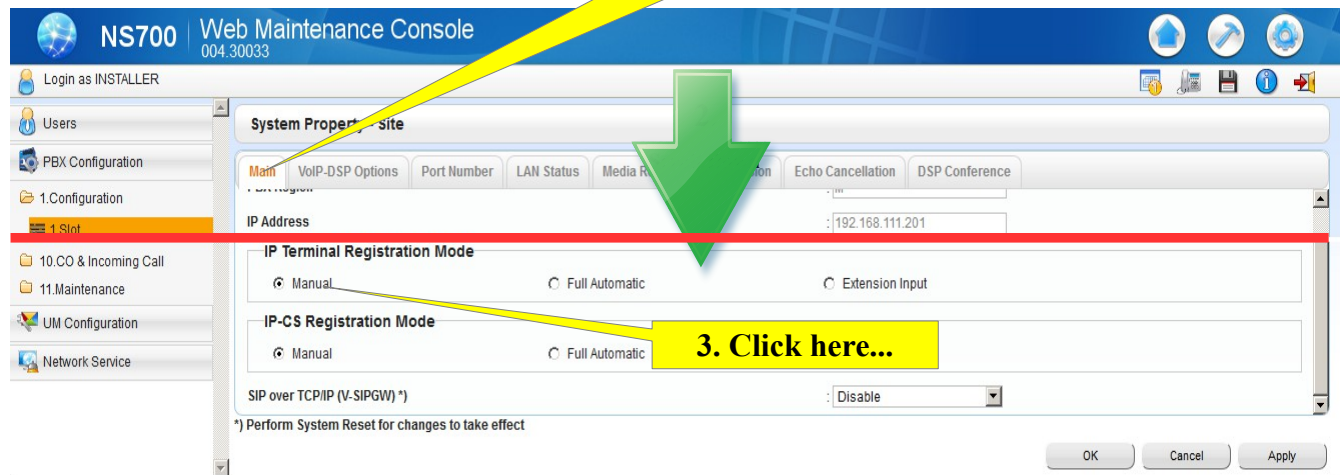 NS700 Web Maintenance Console
004.30033
Login as INSTALLER
Users
System Property - Site
PBX Configuration
Main VoIP-DSP Options Port Number LAN Status Echo Cancellation DSP Conference
1.Configuration
1.Slot
IP Address : 192.168.111.201
10.CO & Incoming Call
11.Maintenance
UM Configuration
Network Service
IP Terminal Registration Mode
Manual Full Automatic Extension Input
IP-CS Registration Mode
Manual Full Automatic
3. Click here...
SIP over TCP/IP (V-SIPGW) *) : Disable
*) Perform System Reset for changes to take effect
OK Cancel Apply